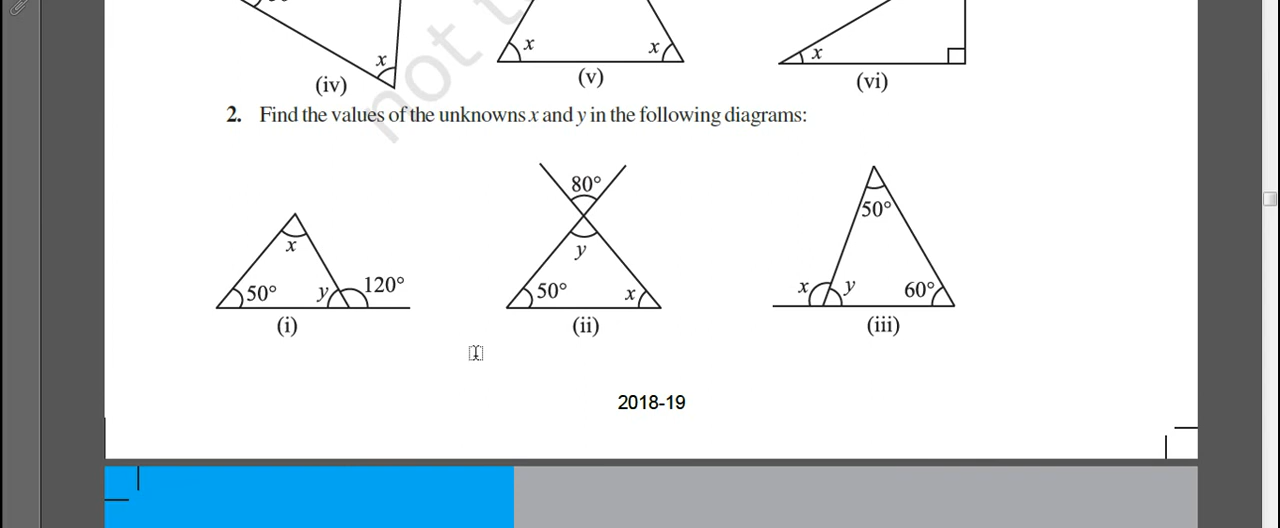 x
(iv)
x x
(v)
x
(vi)
not t
2. Find the values of the unknowns x and y in the following diagrams:
x
50°
y
120°
(i)
80°
y
50°
x
(ii)
50°
x
y
60°
(iii)
2018-19